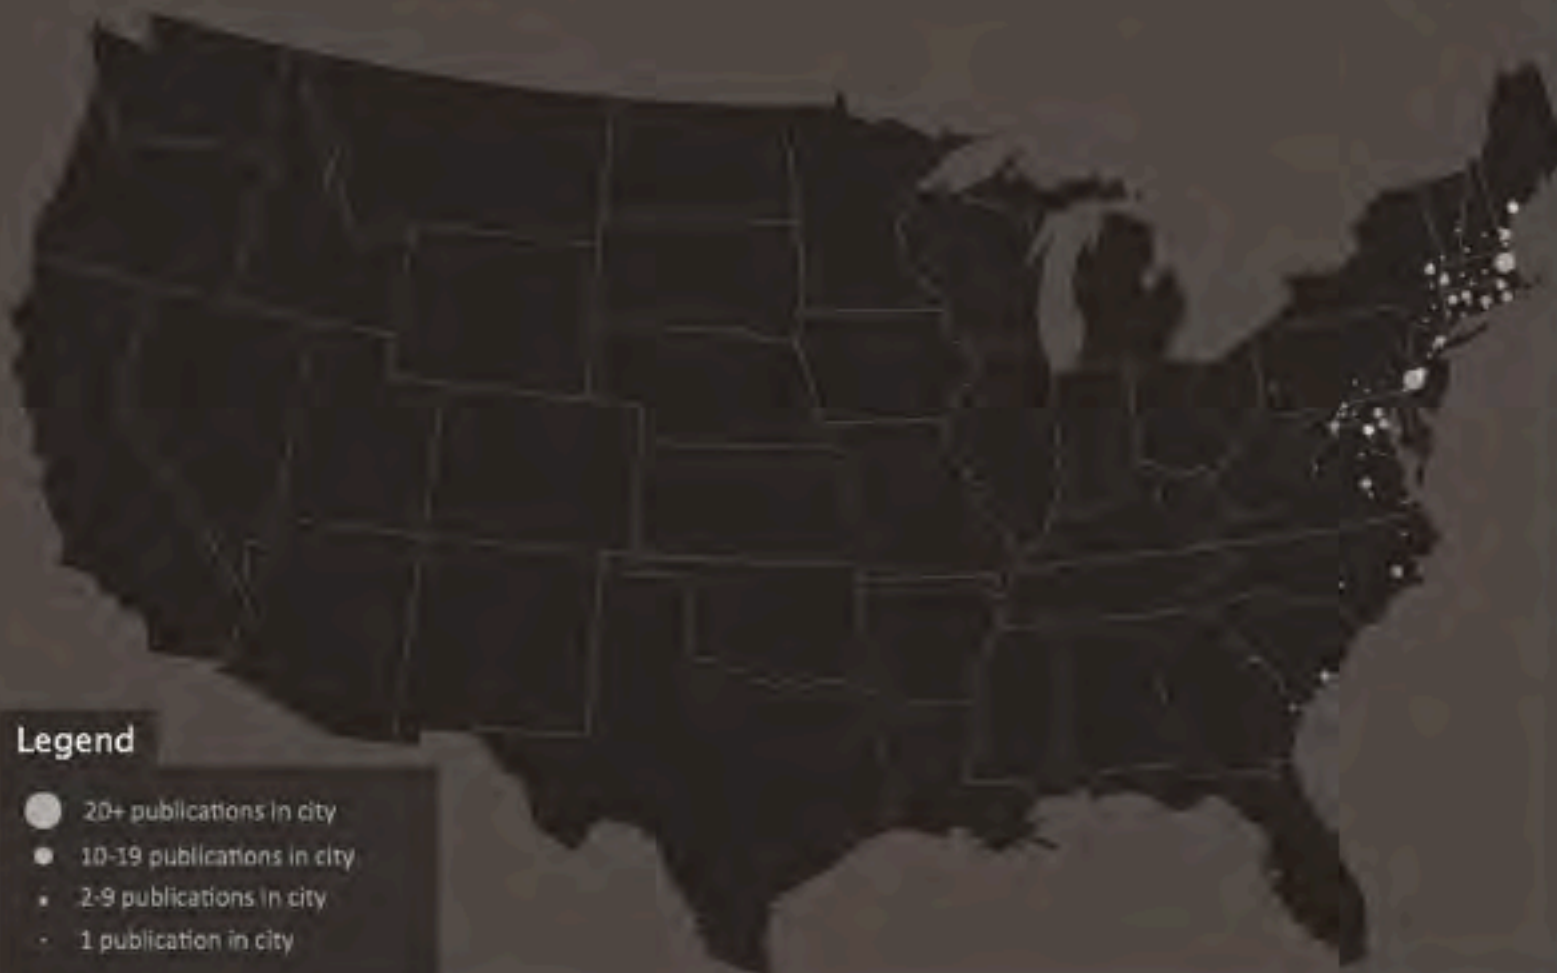 Legend
20+ publications in city
10-19 publications in city
2-9 publications in city
1 publication in city